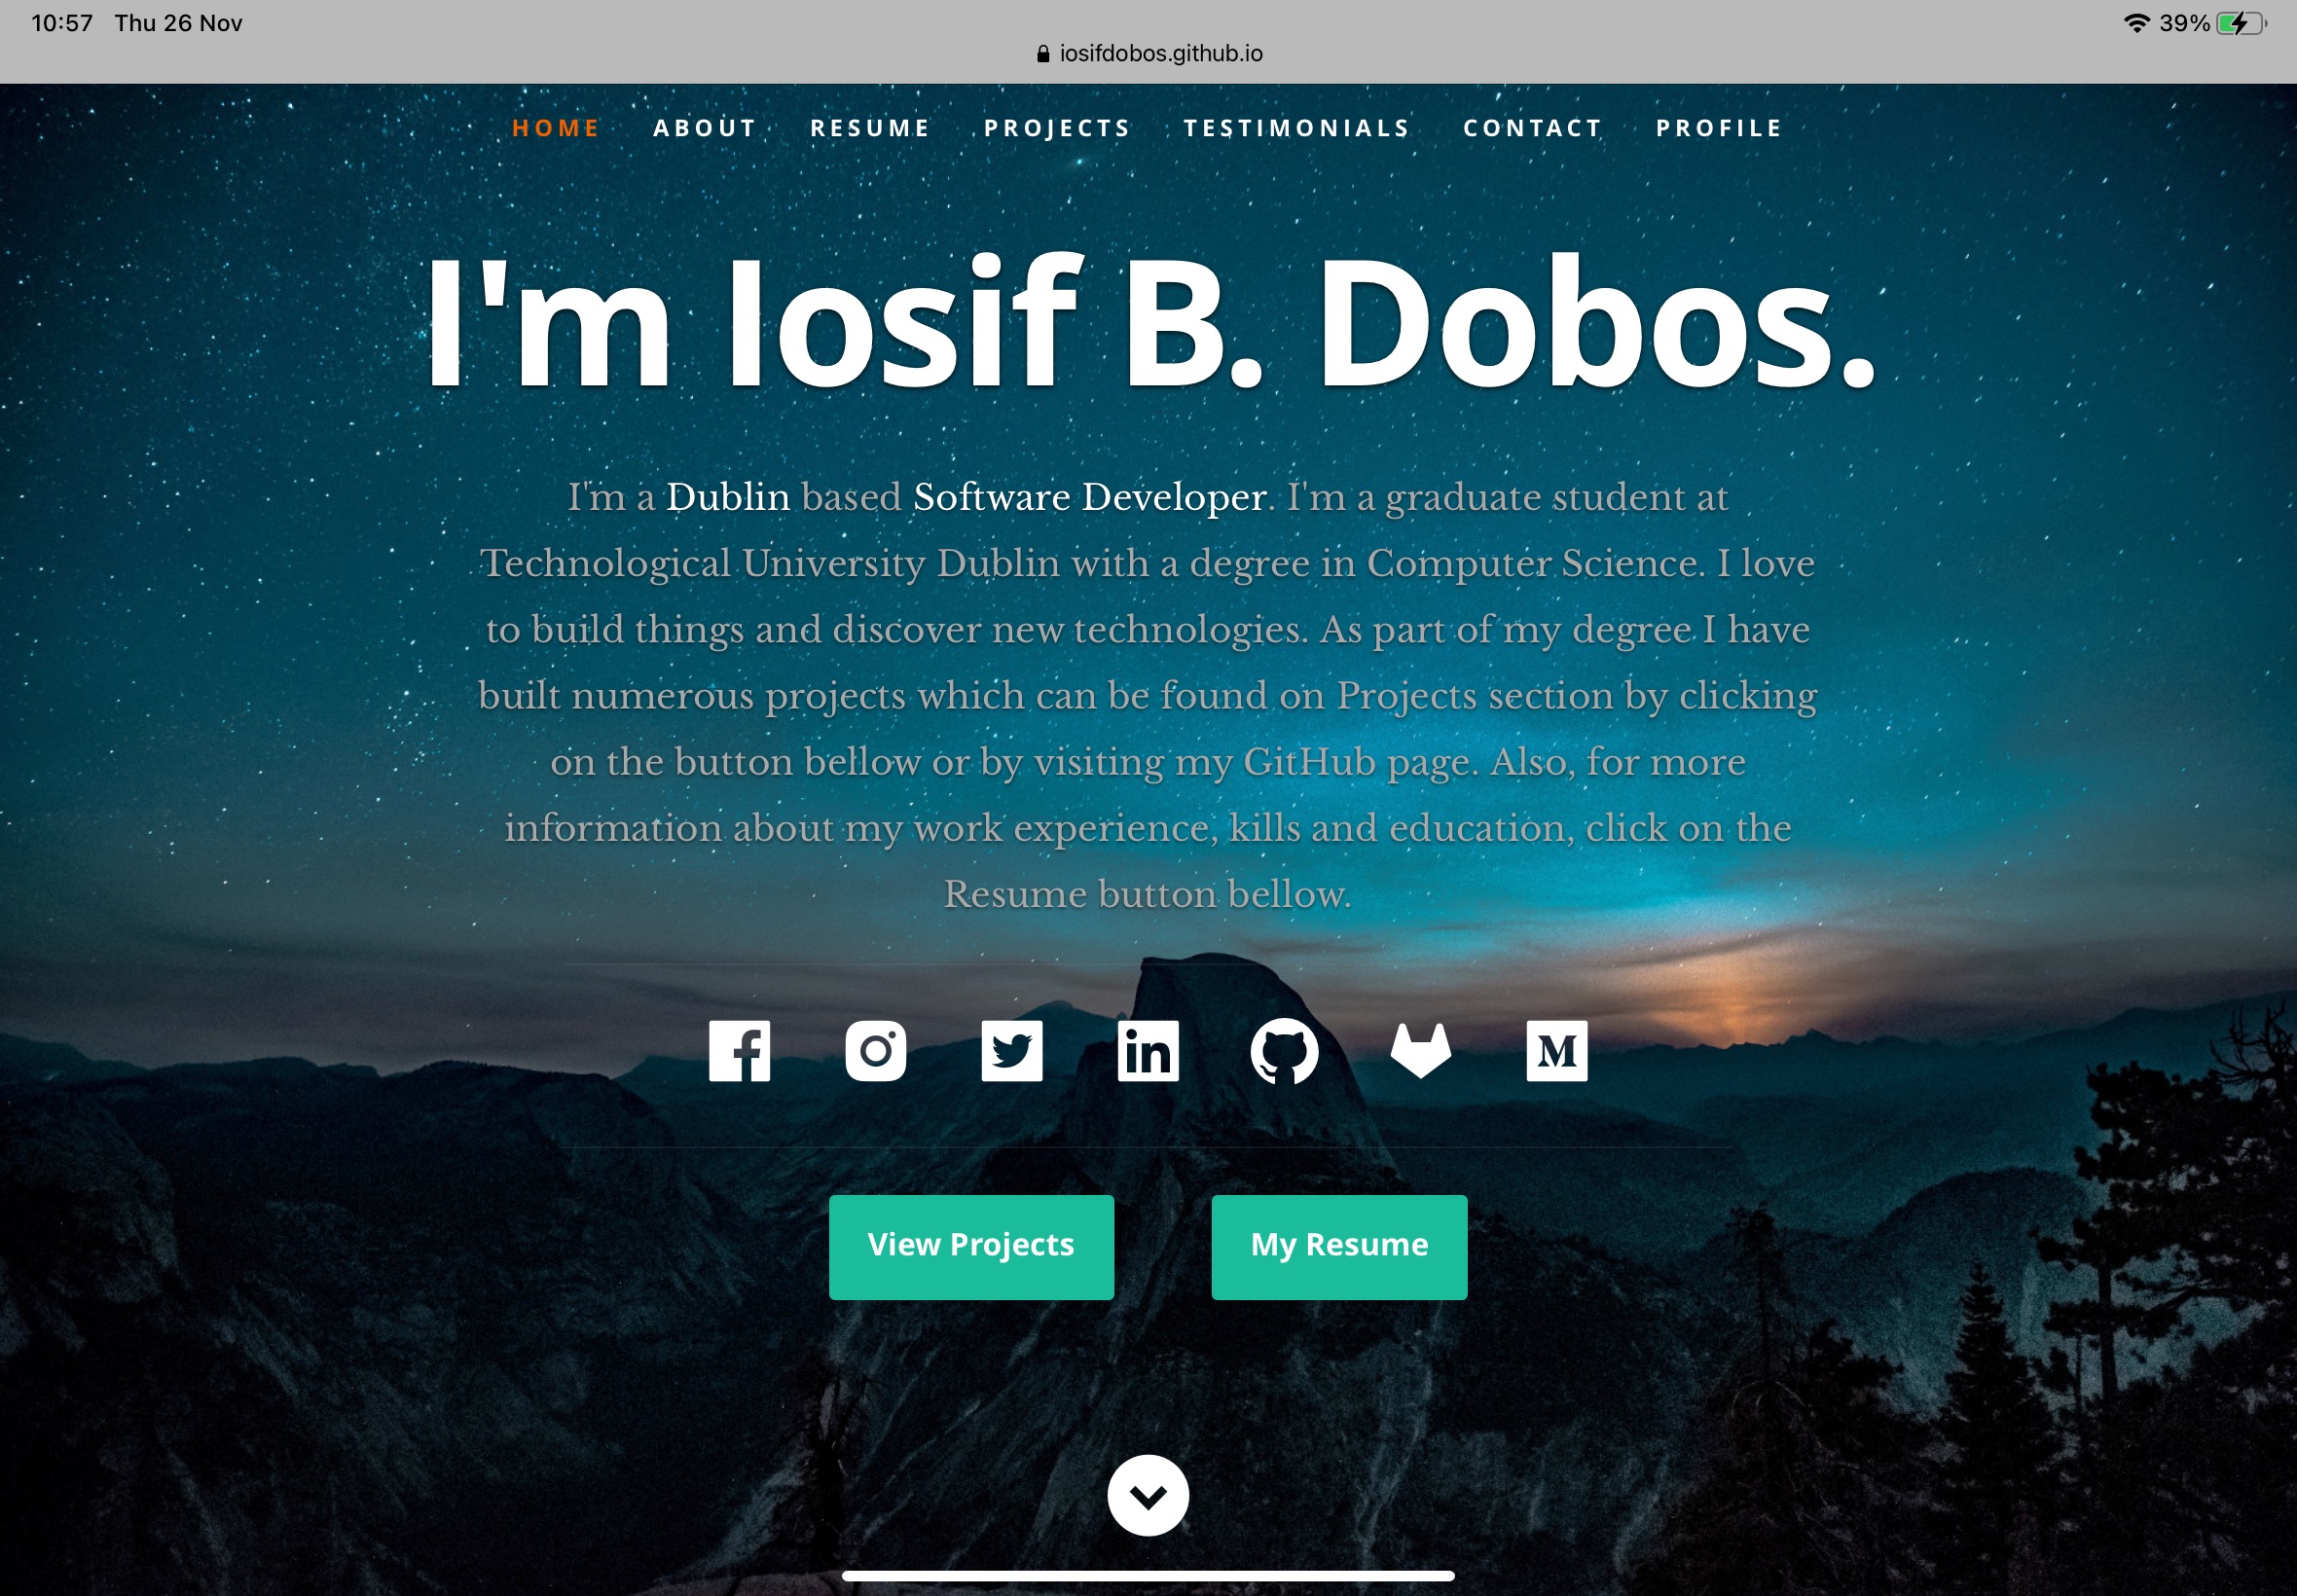 10:57 Thu 26 Nov
39%
iosifdobos.github.io
HOME ABOUT RESUME PROJECTS TESTIMONIALS CONTACT PROFILE
I'm Iosif B. Dobos.
I'm a Dublin based Software Developer. I'm a graduate student at
Technological University Dublin with a degree in Computer Science. I love
to build things and discover new technologies. As part of my degree I have
built numerous projects which can be found on Projects section by clicking
on the button bellow or by visiting my GitHub page. Also, for more
information about my work experience, kills and education, click on the
Resume button bellow.
in M
View Projects My Resume